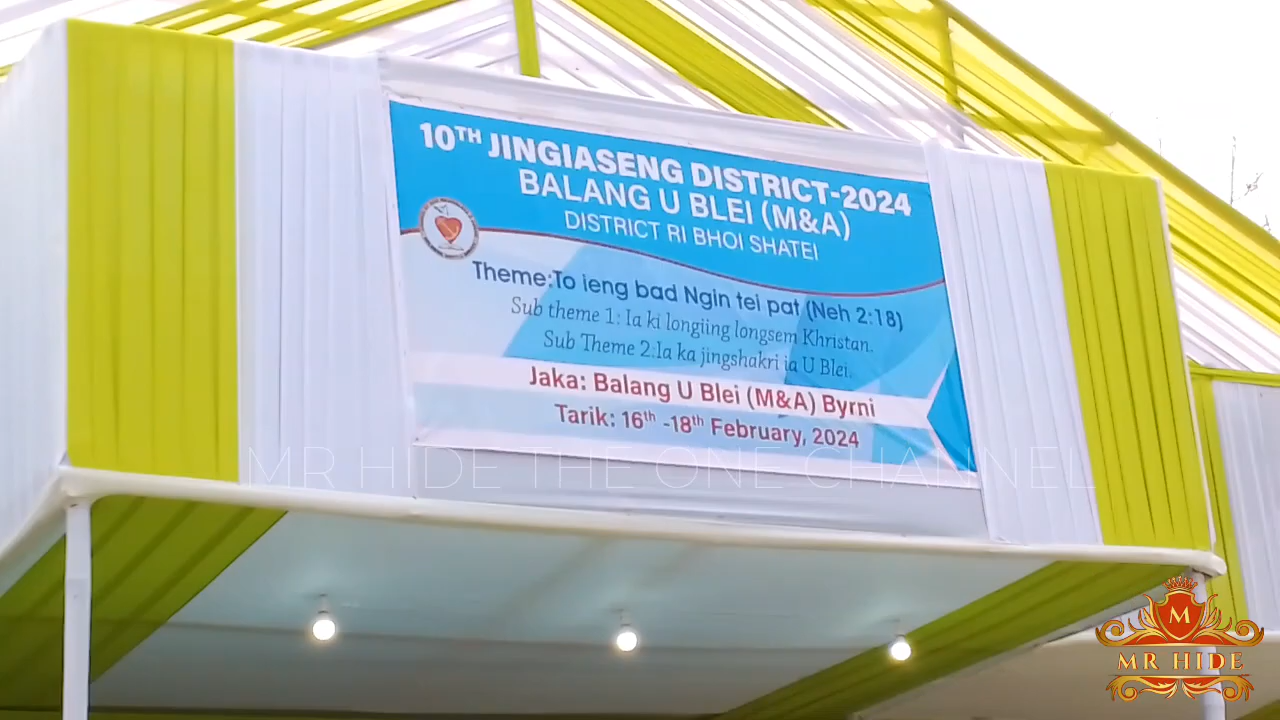 10TH JINGIASENG DISTRICT-2024
BALANG U BLEI (M&A)
DISTRICT RI BHOI SHATEI
Theme:To ieng bad Ngin tei pat (Neh 2:18)
Sub theme 1: Ia ki longiing longsem Khristan.
Sub Theme 2:Ia ka jingshakri ia U Blei.
Jaka: Balang U Blei (M&A) Byrni
Tarik: 16th -18th February, 2024
MR HIDE THE ONE CHANNEL
M
MR HIDE